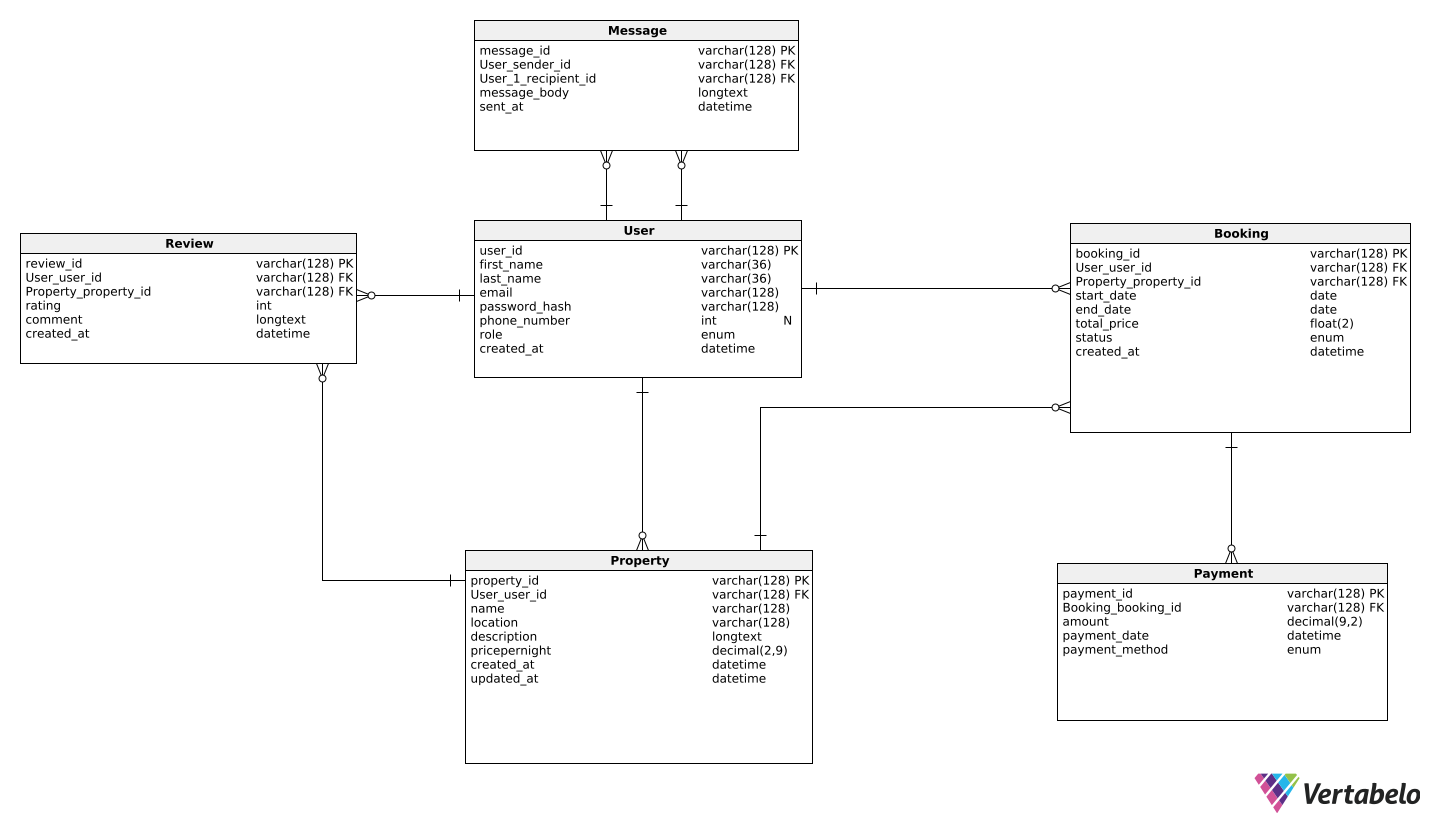 Message
message_id varchar(128) PK
User_sender_id varchar(128) FK
User_1_recipient_id varchar(128) FK
message_body longtext
sent_at datetime
User
user_id varchar(128) PK
first_name varchar(36)
last_name varchar(36)
email varchar(128)
password_hash varchar(128)
phone_number int N
role enum
created_at datetime
Review
review_id varchar(128) PK
User_user_id varchar(128) FK
Property_property_id varchar(128) FK
rating int
comment longtext
created_at datetime
Booking
booking_id varchar(128) PK
User_user_id varchar(128) FK
Property_property_id varchar(128) FK
start_date date
end_date date
total_price float(2)
status enum
created_at datetime
Property
property_id varchar(128) PK
User_user_id varchar(128) FK
name varchar(128)
location varchar(128)
description longtext
pricepernight decimal(2,9)
created_at datetime
updated_at datetime
Payment
payment_id varchar(128) PK
Booking_booking_id varchar(128) FK
amount decimal(9,2)
payment_date datetime
payment_method enum
Vertabelo